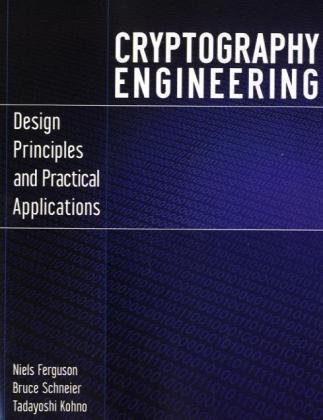 CRYPTOGRAPHY
ENGINEERING
Design
Principles
and Practical
Applications
Niels Ferguson
Bruce Schneier
Tadayoshi Kohno